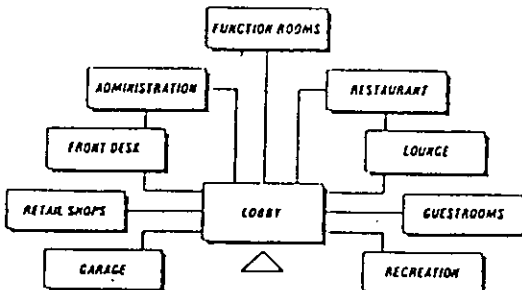 FUNCTION ROOMS
ADMINISTRATION
RESTAURANT
FRONT DESK
LOUNGE
RETAIL SHOPS
LOBBY
GUESTROOMS
GARAGE
RECREATION